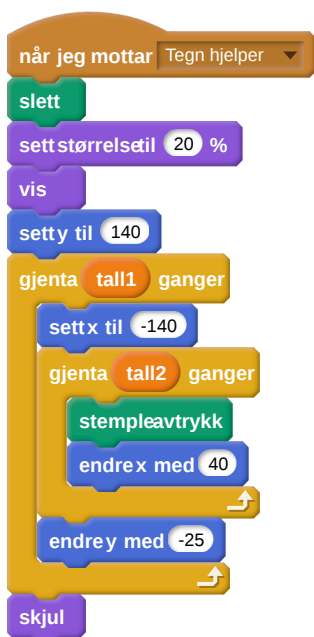 når jeg mottar Tegn hjelper
slett
sett størrelse til 20 %
vis
sett y til 140
gjenta tall1 ganger
sett x til -140
gjenta tall2 ganger
stemple avtrykk
endre x med 40
endre y med -25
skjul